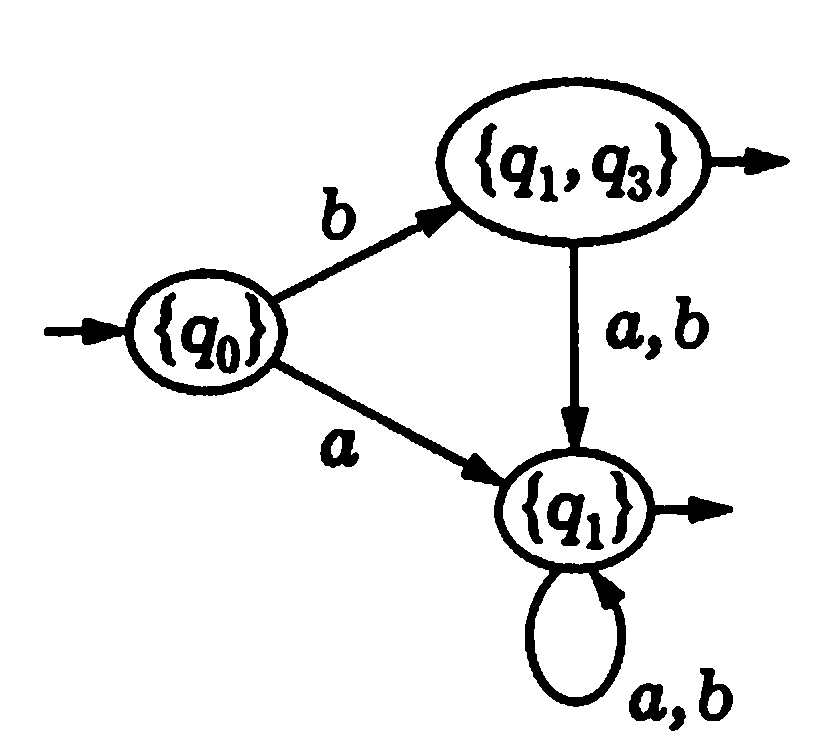 {q₁, q₃}
b
{q₀}
a, b
a
{q₁}
a, b